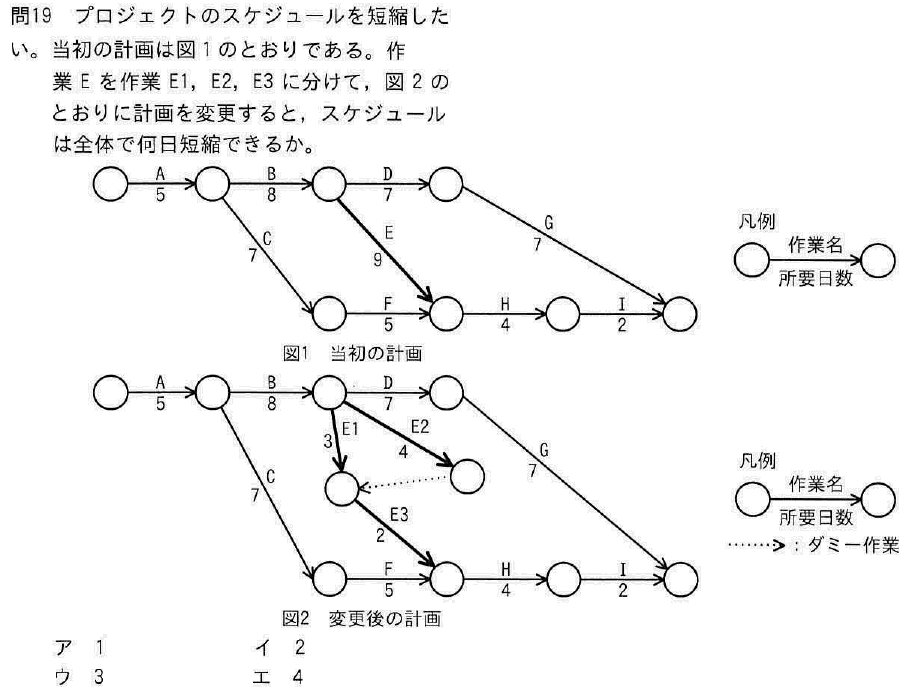 問19 プロジェクトのスケジュールを短縮した
い。当初の計画は図1のとおりである。作
業Eを作業E1，E2，E3に分けて，図2の
とおりに計画を変更すると，スケジュール
は全体で何日短縮できるか。
A
5
B
8
D
7
C
7
E
9
G
7
F
5
H
4
I
2
凡例
作業名
所要日数
図1 当初の計画
A
5
B
8
D
7
E1
3
E2
4
C
7
G
7
E3
2
F
5
H
4
I
2
凡例
作業名
所要日数
：ダミー作業
図2 変更後の計画
ア 1 イ 2
ウ 3 エ 4